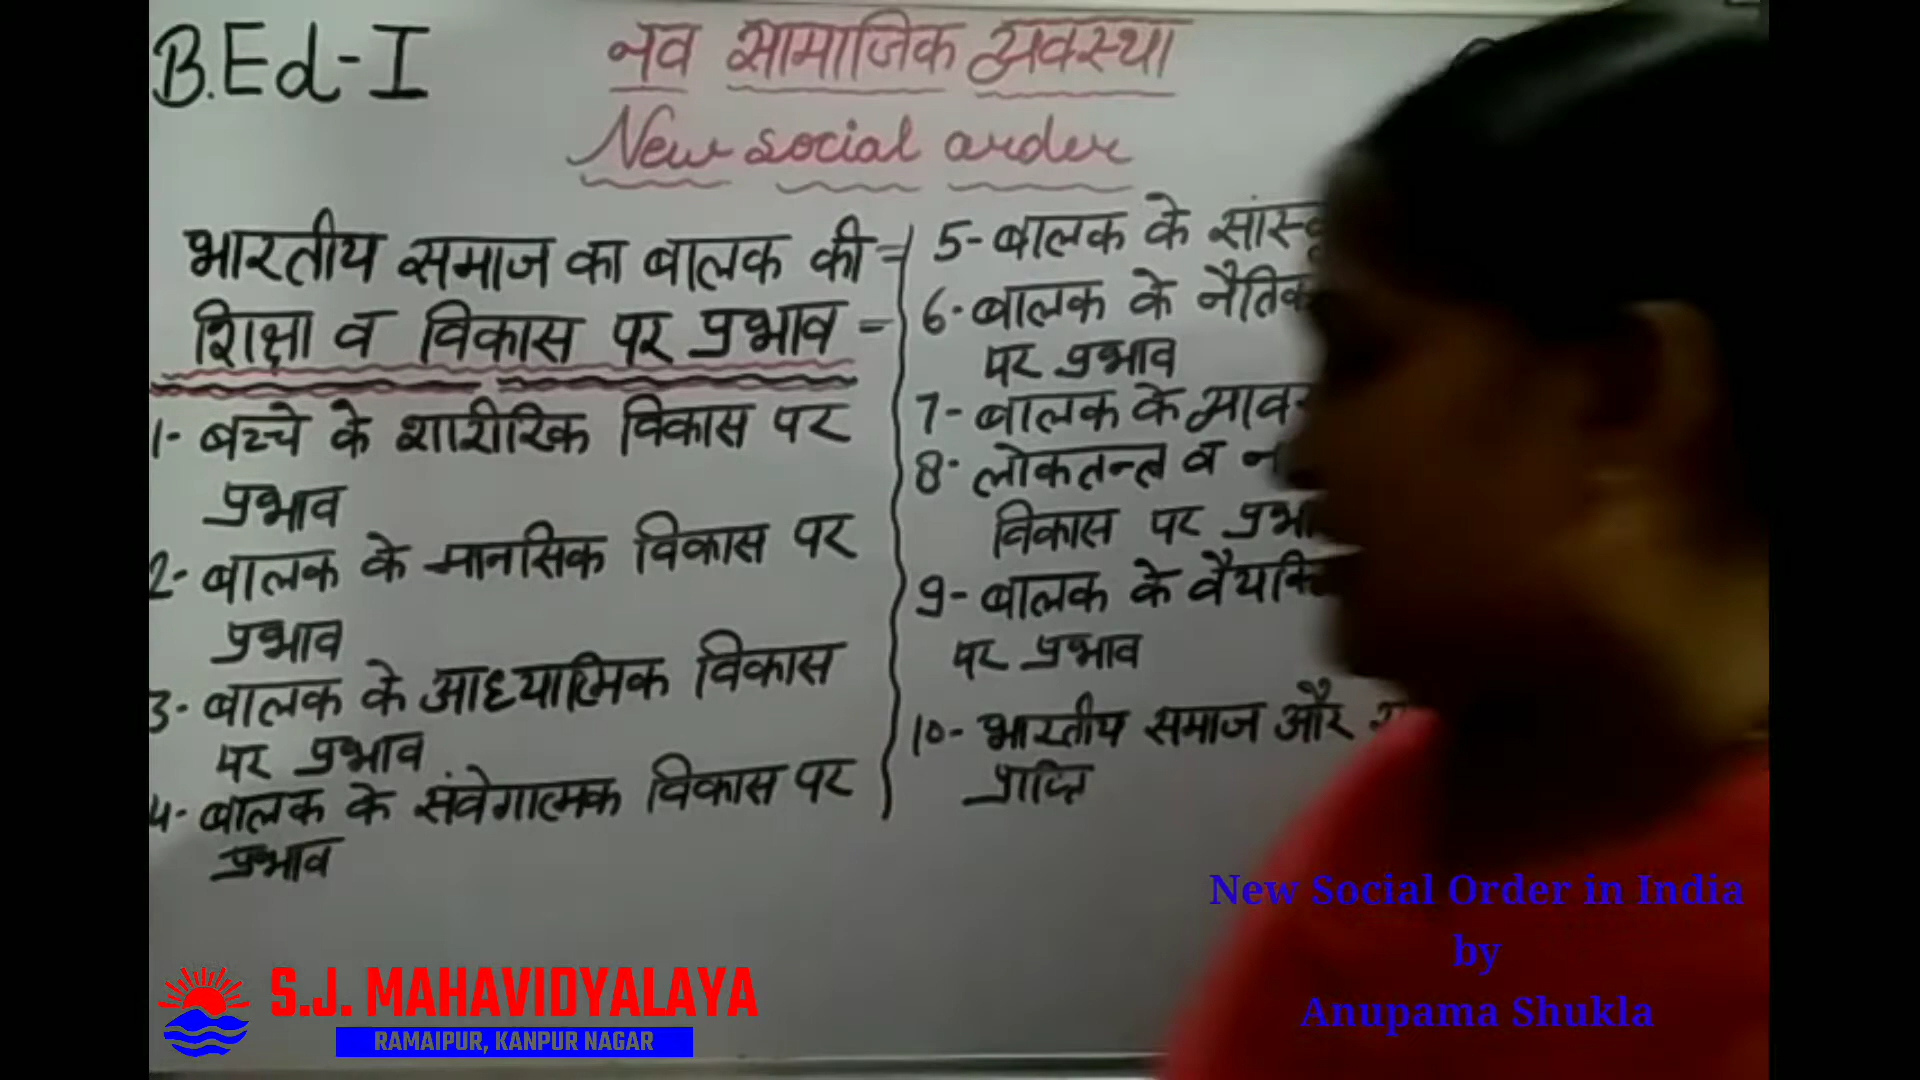 B.Ed-I
नव सामाजिक व्यवस्था
New social order
भारतीय समाज का बालक की =
शिक्षा व विकास पर प्रभाव =
1- बच्चे के शारीरिक विकास पर
प्रभाव
2- बालक के मानसिक विकास पर
प्रभाव
3- बालक के आध्यात्मिक विकास
पर प्रभाव
4- बालक के संवेगात्मक विकास पर
प्रभाव
5- बालक के
6- बालक के
पर प्रभाव
7- बालक के
8- लोकतन्त्र व
विकास पर
9- बालक के
पर प्रभाव
10- भारतीय समाज और
प्राप्ति
New Social Order in India
by
Anupama Shukla
S.J. MAHAVIDYALAYA
RAMAIPUR, KANPUR NAGAR